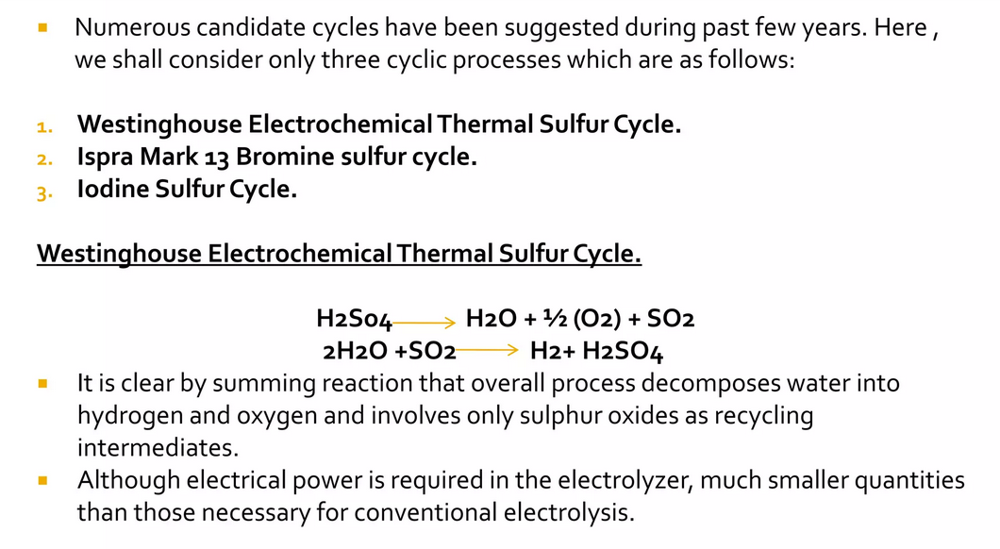 ▪ Numerous candidate cycles have been suggested during past few years. Here ,
we shall consider only three cyclic processes which are as follows:
1. Westinghouse Electrochemical Thermal Sulfur Cycle.
2. Ispra Mark 13 Bromine sulfur cycle.
3. Iodine Sulfur Cycle.
Westinghouse Electrochemical Thermal Sulfur Cycle.
H2So4 → H2O + ½ (O2) + SO2
2H2O +SO2 → H2+ H2SO4
▪ It is clear by summing reaction that overall process decomposes water into
hydrogen and oxygen and involves only sulphur oxides as recycling
intermediates.
▪ Although electrical power is required in the electrolyzer, much smaller quantities
than those necessary for conventional electrolysis.